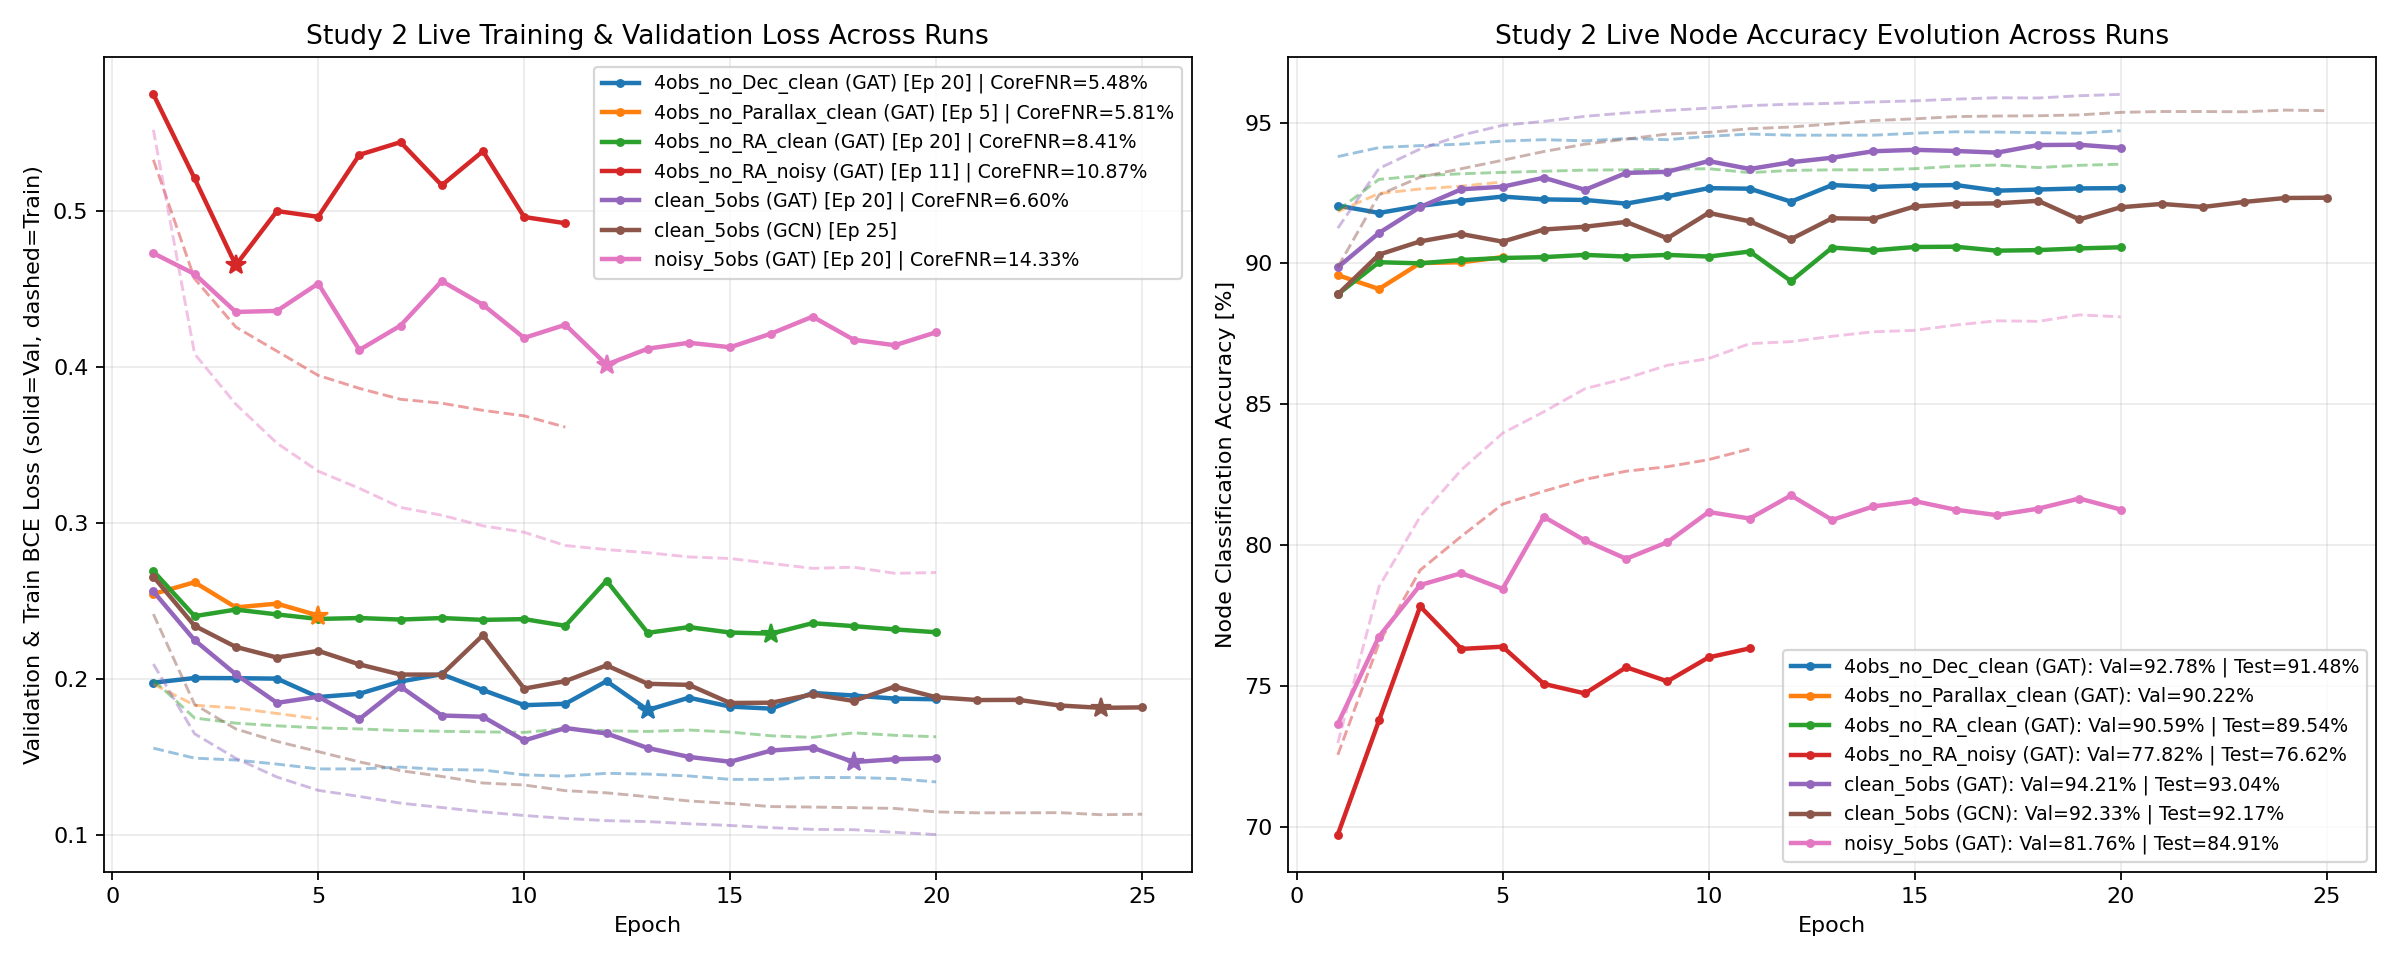 Study 2 Live Training & Validation Loss Across Runs
Validation & Train BCE Loss (solid=Val, dashed=Train)
0.5
0.4
0.3
0.2
0.1
4obs_no_Dec_clean (GAT) [Ep 20] | CoreFNR=5.48%
4obs_no_Parallax_clean (GAT) [Ep 5] | CoreFNR=5.81%
4obs_no_RA_clean (GAT) [Ep 20] | CoreFNR=8.41%
4obs_no_RA_noisy (GAT) [Ep 11] | CoreFNR=10.87%
clean_5obs (GAT) [Ep 20] | CoreFNR=6.60%
clean_5obs (GCN) [Ep 25]
noisy_5obs (GAT) [Ep 20] | CoreFNR=14.33%
0 5 10 15 20 25
Epoch
Study 2 Live Node Accuracy Evolution Across Runs
Node Classification Accuracy [%]
95
90
85
80
75
70
4obs_no_Dec_clean (GAT): Val=92.78% | Test=91.48%
4obs_no_Parallax_clean (GAT): Val=90.22%
4obs_no_RA_clean (GAT): Val=90.59% | Test=89.54%
4obs_no_RA_noisy (GAT): Val=77.82% | Test=76.62%
clean_5obs (GAT): Val=94.21% | Test=93.04%
clean_5obs (GCN): Val=92.33% | Test=92.17%
noisy_5obs (GAT): Val=81.76% | Test=84.91%
0 5 10 15 20 25
Epoch